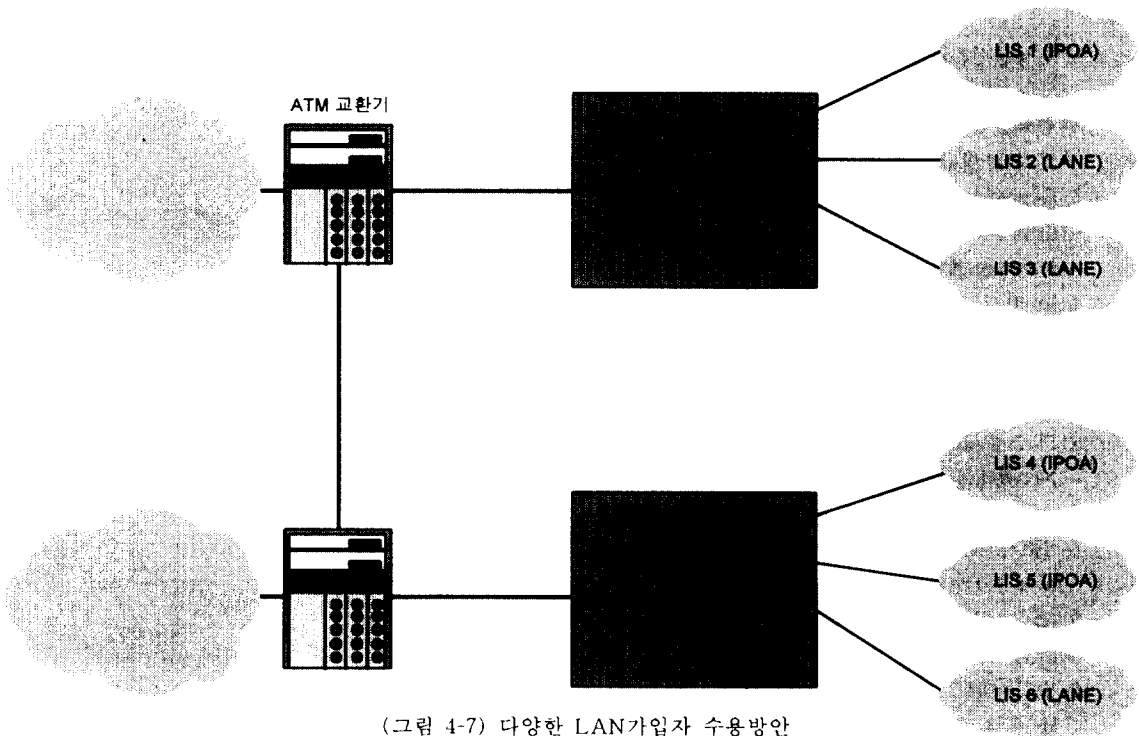 ATM 교환기
LIS 1 (IPOA)
LIS 2 (LANE)
LIS 3 (LANE)
LIS 4 (IPOA)
LIS 5 (IPOA)
LIS 6 (LANE)
(그림 4-7) 다양한 LAN가입자 수용방안